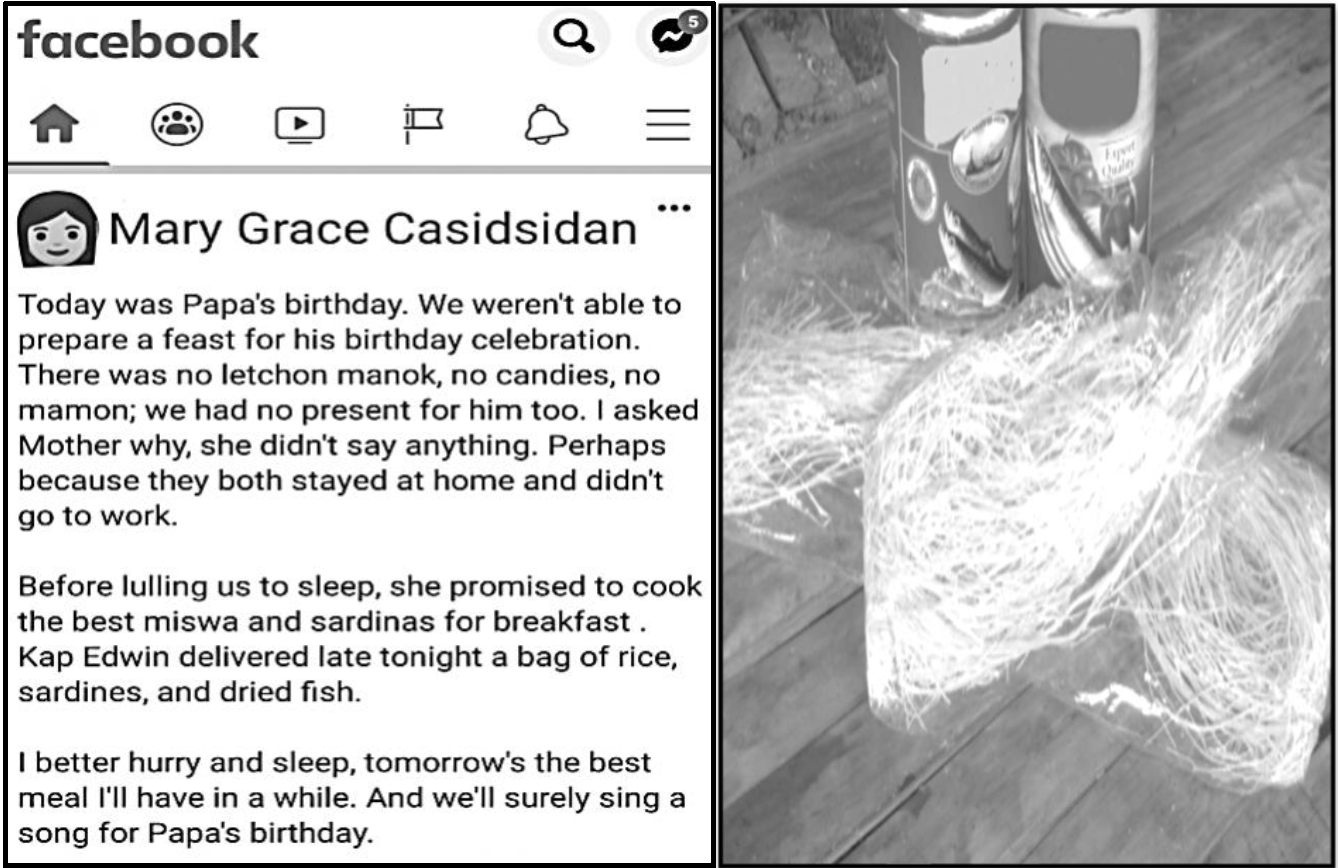 facebook
5
Mary Grace Casidsidan
Today was Papa's birthday. We weren't able to
prepare a feast for his birthday celebration.
There was no letchon manok, no candies, no
mamon; we had no present for him too. I asked
Mother why, she didn't say anything. Perhaps
because they both stayed at home and didn't
go to work.
Before lulling us to sleep, she promised to cook
the best miswa and sardinas for breakfast .
Kap Edwin delivered late tonight a bag of rice,
sardines, and dried fish.
I better hurry and sleep, tomorrow's the best
meal I'll have in a while. And we'll surely sing a
song for Papa's birthday.
Export
Quality